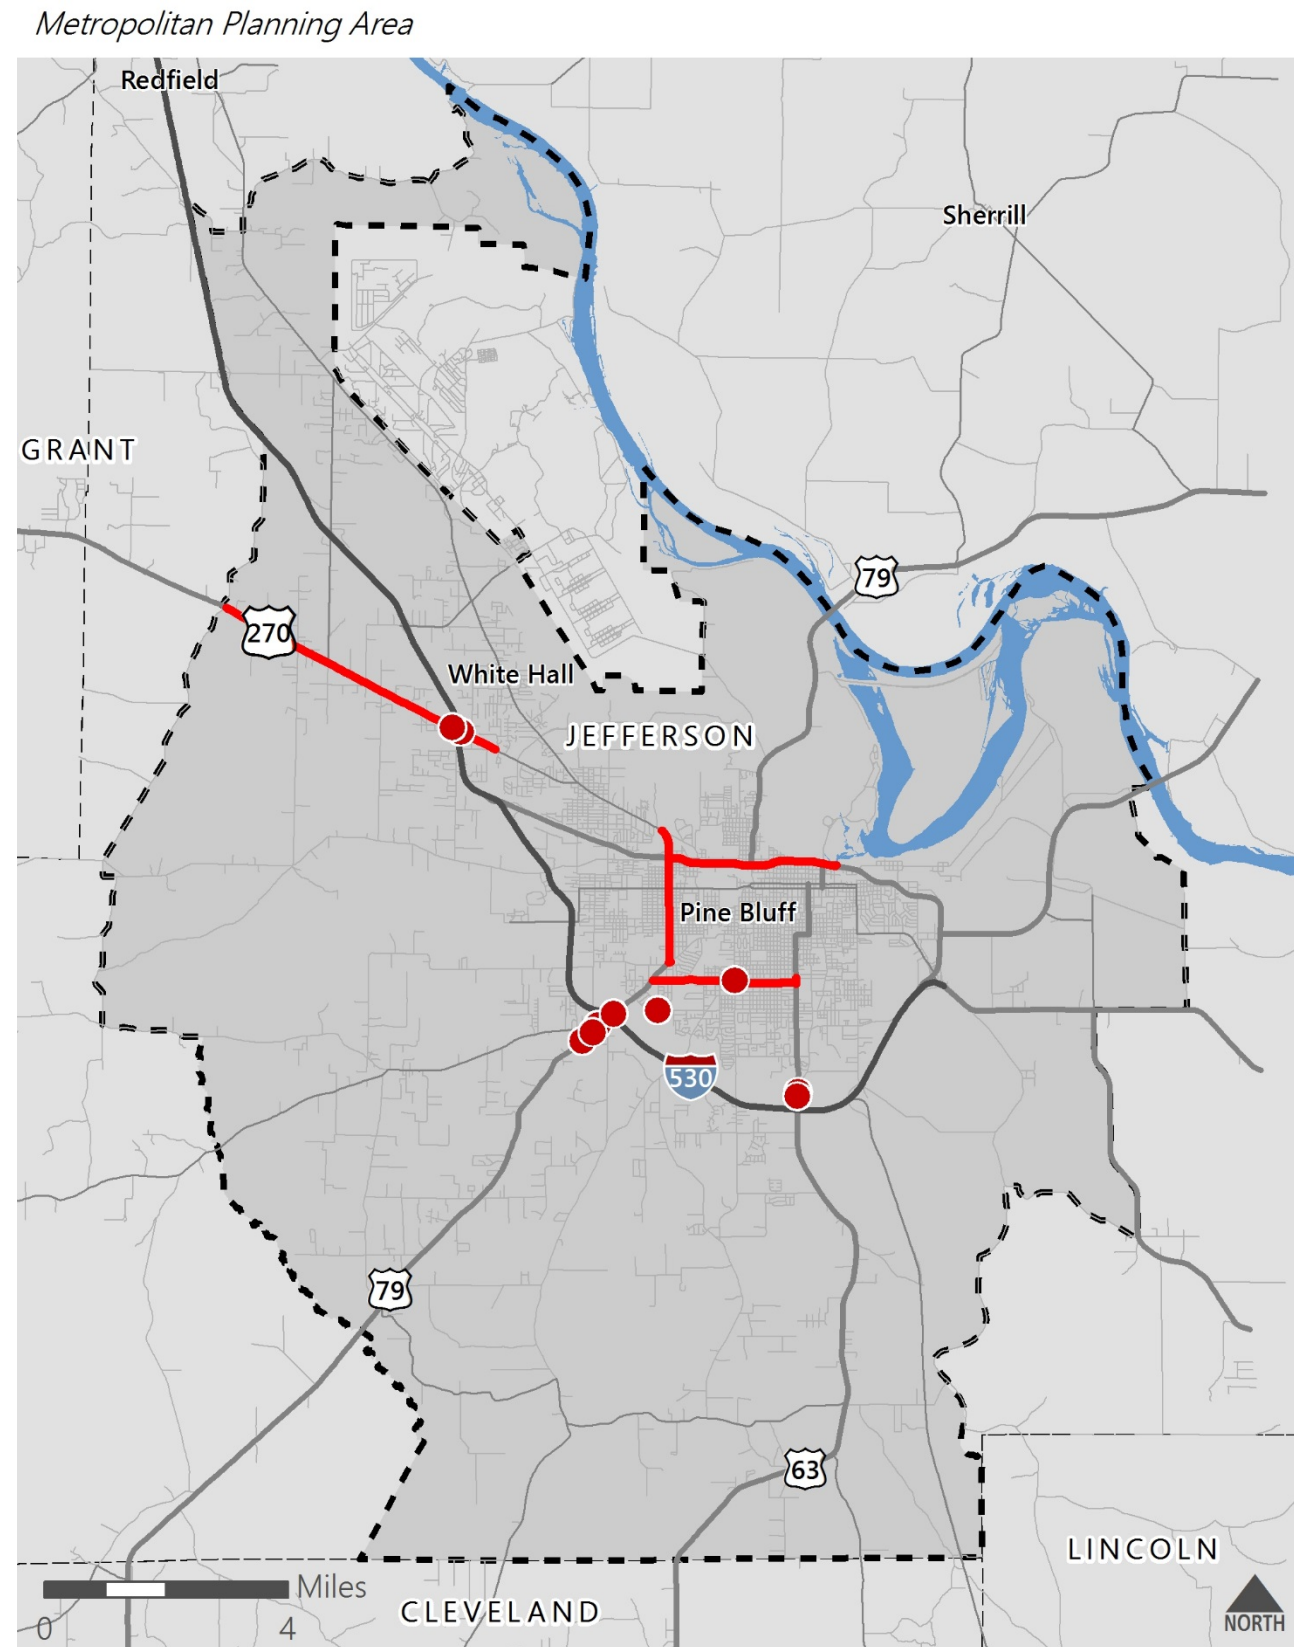 Metropolitan Planning Area
Redfield
Sherrill
GRANT
79
270
White Hall
JEFFERSON
Pine Bluff
530
79
63
LINCOLN
Miles
0 4
CLEVELAND
NORTH